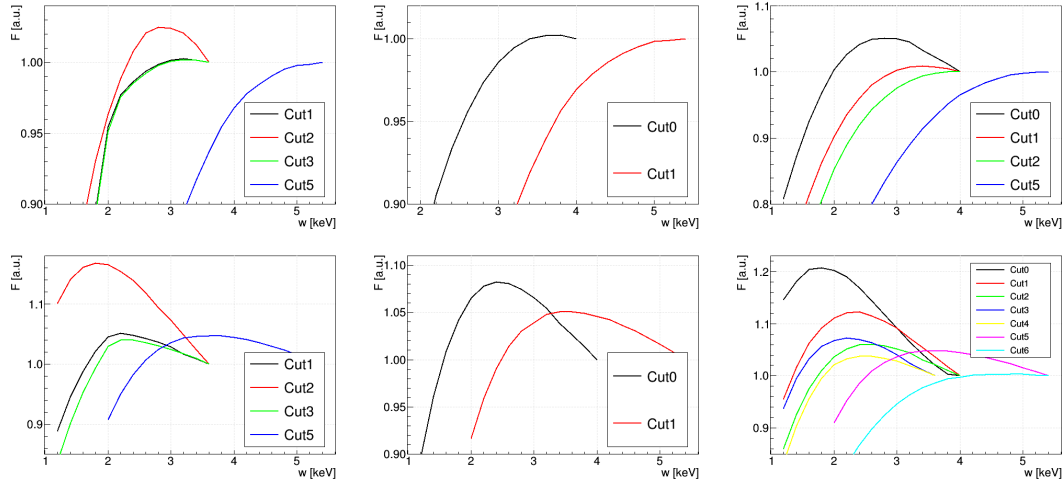 F [a.u.]
1.00
0.95
0.90
1 2 3 4 5
w [keV]
Cut1
Cut2
Cut3
Cut5
F [a.u.]
1.00
0.95
0.90
2 3 4 5
w [keV]
Cut0
Cut1
F [a.u.]
1.1
1.0
0.9
0.8
1 2 3 4 5
w [keV]
Cut0
Cut1
Cut2
Cut5
F [a.u.]
1.1
1.0
0.9
1 2 3 4 5
w [keV]
Cut1
Cut2
Cut3
Cut5
F [a.u.]
1.10
1.05
1.00
0.95
0.90
1 2 3 4 5
w [keV]
Cut0
Cut1
F [a.u.]
1.2
1.1
1.0
0.9
1 2 3 4 5
w [keV]
Cut0
Cut1
Cut2
Cut3
Cut4
Cut5
Cut6